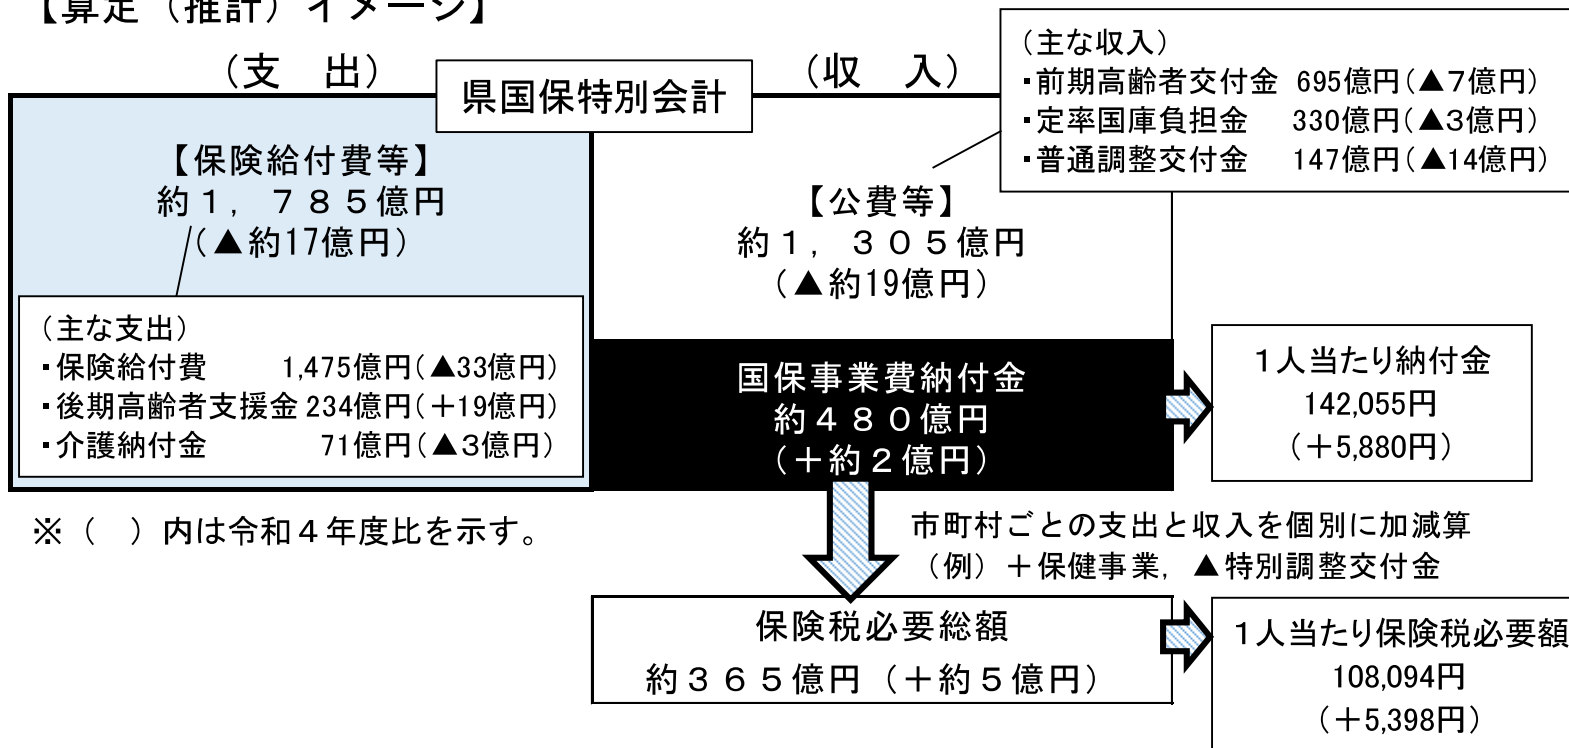 【算定（推計）イメージ】
（支　出）
県国保特別会計
（収　入）
（主な収入）
・前期高齢者交付金 695億円（▲7億円）
・定率国庫負担金 330億円（▲3億円）
・普通調整交付金 147億円（▲14億円）
【保険給付費等】
約１，７８５億円
（▲約17億円）
【公費等】
約１，３０５億円
（▲約19億円）
（主な支出）
・保険給付費 1,475億円（▲33億円）
・後期高齢者支援金 234億円（＋19億円）
・介護納付金 71億円（▲3億円）
国保事業費納付金
約４８０億円
（＋約２億円）
１人当たり納付金
142,055円
（＋5,880円）
※（　）内は令和４年度比を示す。
市町村ごとの支出と収入を個別に加減算
（例）＋保健事業，▲特別調整交付金
保険税必要総額
約３６５億円（＋約５億円）
１人当たり保険税必要額
108,094円
（＋5,398円）